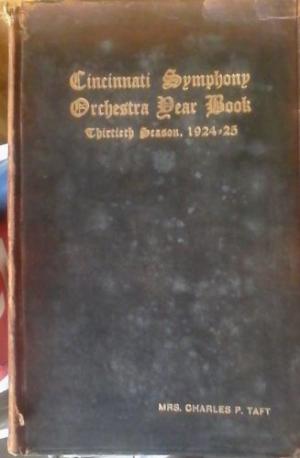 Cincinnati Symphony
Orchestra Year Book
Thirtieth Season, 1924-25
MRS. CHARLES P. TAFT